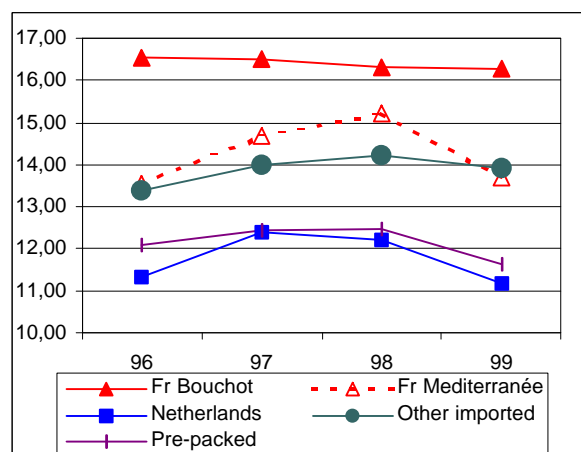 17,00
16,00
15,00
14,00
13,00
12,00
11,00
10,00
96 97 98 99
Fr Bouchot Fr Mediterranée
Netherlands Other imported
Pre-packed